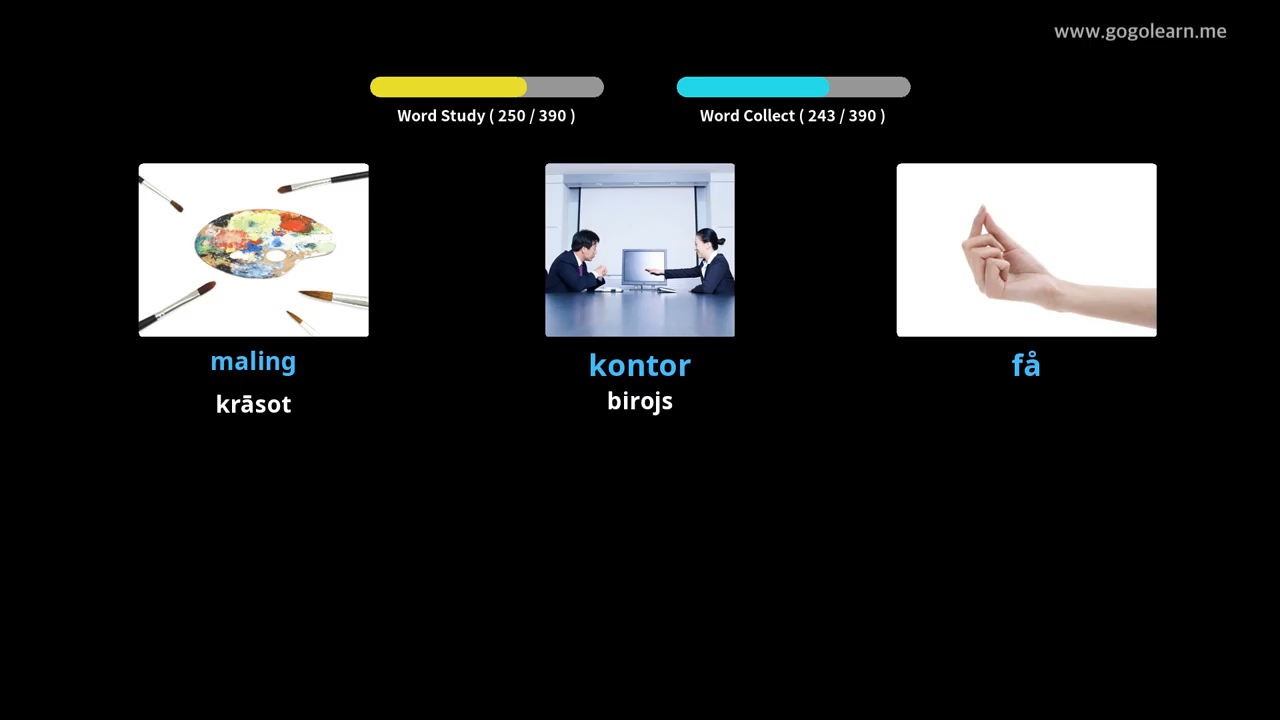 www.gogolearn.me
Word Study ( 250 / 390 )
Word Collect ( 243 / 390 )
maling
krāsot
kontor
birojs
få